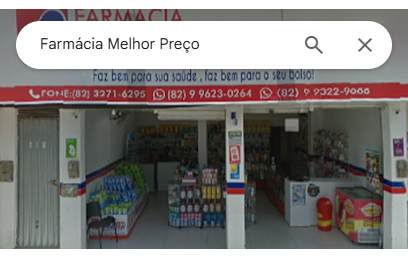 FARMÁCIA
Farmácia Melhor Preço
Faz bem para sua saúde, faz bem para o seu bolso!
FONE:(82) 3271-6295 (82) 9 9623-0264 (82) 9 9322-9068